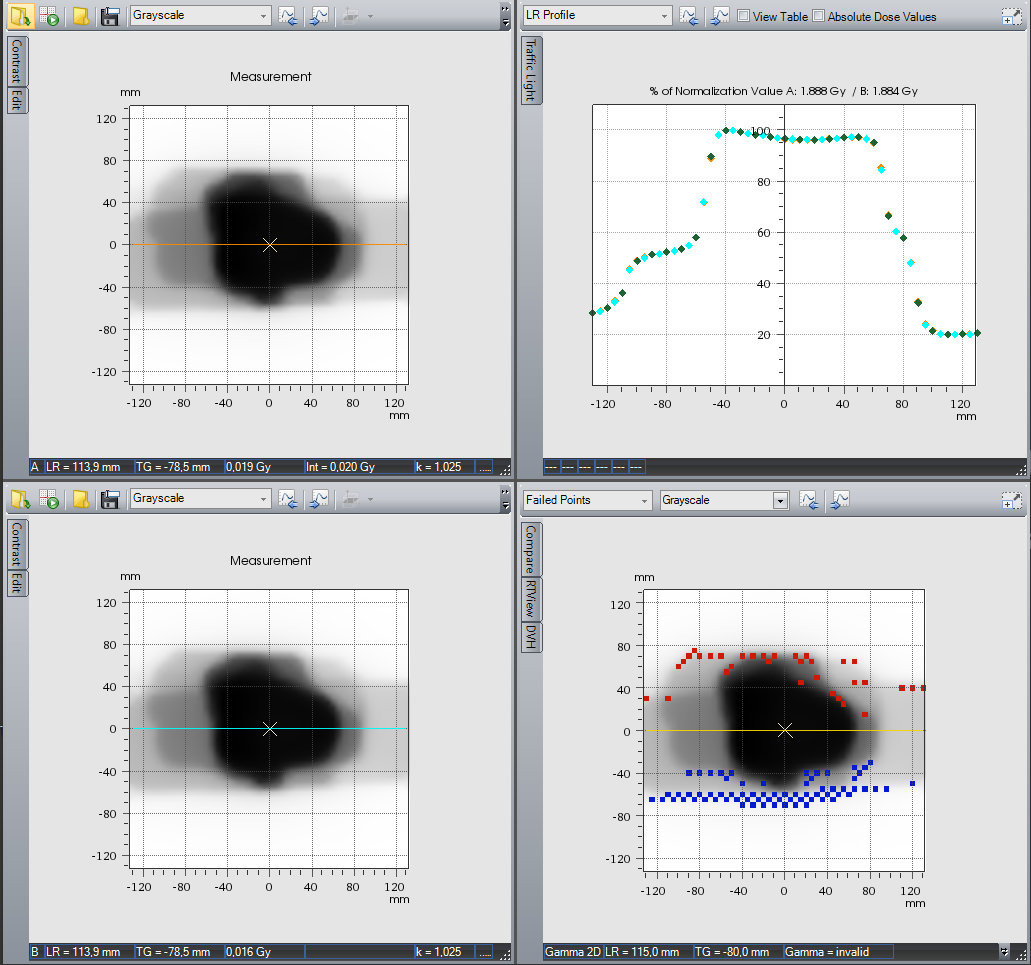 Grayscale
Contrast
Edit
Measurement
mm
120
80
40
0
-40
-80
-120
-120 -80 -40 0 40 80 120
mm
A LR = 113,9 mm TG = -78,5 mm 0,019 Gy Int = 0,020 Gy k = 1,025 .....
LR Profile View Table Absolute Dose Values
Traffic Light
% of Normalization Value A: 1.888 Gy / B: 1.884 Gy
100
80
60
40
20
-120 -80 -40 0 40 80 120
mm
--- --- --- --- --- ---
Grayscale
Contrast
Edit
Measurement
mm
120
80
40
0
-40
-80
-120
-120 -80 -40 0 40 80 120
mm
B LR = 113,9 mm TG = -78,5 mm 0,016 Gy k = 1,025 .....
Failed Points Grayscale
Compare
RTView
DVH
mm
120
80
40
0
-40
-80
-120
-120 -80 -40 0 40 80 120
mm
Gamma 2D LR = 115,0 mm TG = -80,0 mm Gamma = invalid